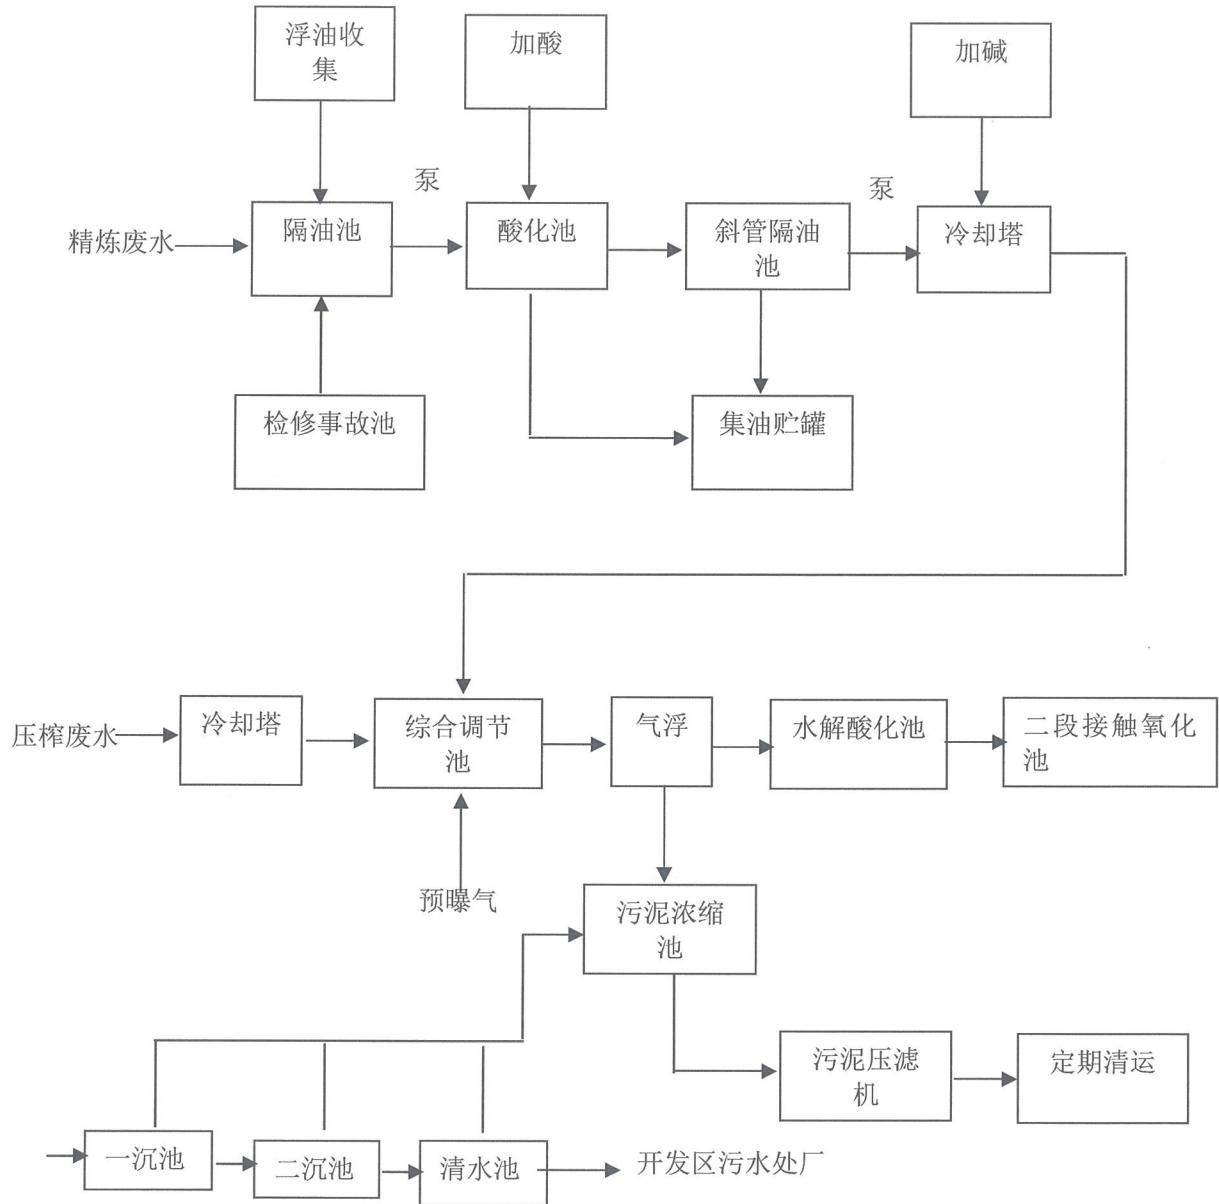 浮油收
集
加酸
加碱
泵
泵
精炼废水
隔油池
酸化池
斜管隔油
池
冷却塔
检修事故池
集油贮罐
压榨废水
冷却塔
综合调节
池
气浮
水解酸化池
二段接触氧化
池
预曝气
污泥浓缩
池
污泥压滤
机
定期清运
一沉池
二沉池
清水池
开发区污水处厂